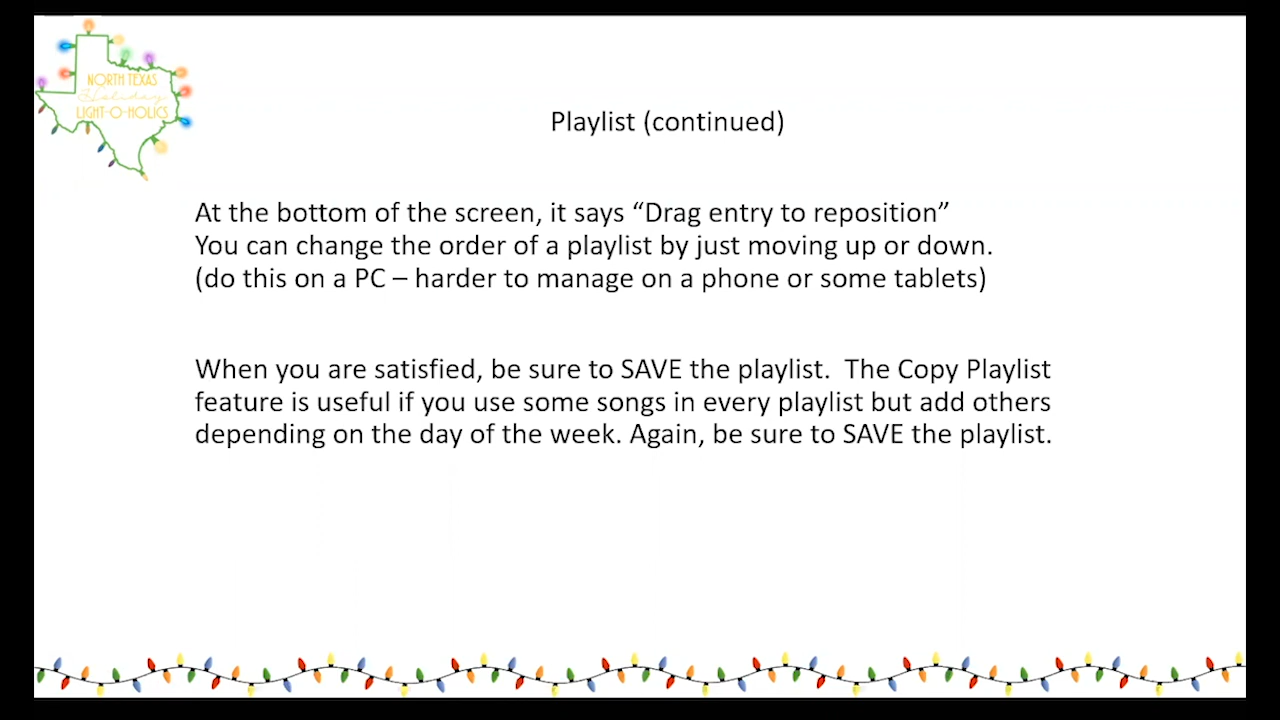 NORTH TEXAS
Holiday
LIGHT-O-HOLICS
Playlist (continued)
At the bottom of the screen, it says “Drag entry to reposition”
You can change the order of a playlist by just moving up or down.
(do this on a PC – harder to manage on a phone or some tablets)
When you are satisfied, be sure to SAVE the playlist.  The Copy Playlist
feature is useful if you use some songs in every playlist but add others
depending on the day of the week. Again, be sure to SAVE the playlist.